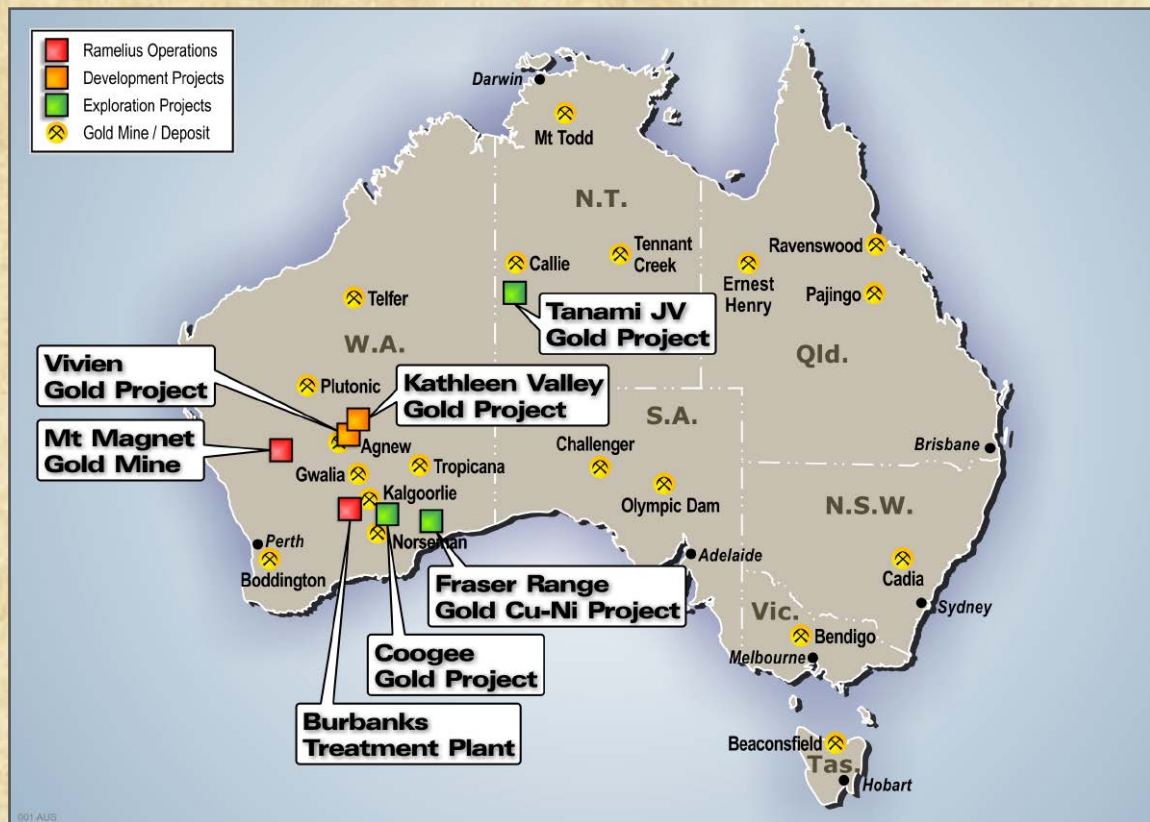 Ramelius Operations
Development Projects
Exploration Projects
Gold Mine / Deposit
Darwin
Mt Todd
N.T.
Tennant
Creek
Callie
Ravenswood
Ernest
Henry
Pajingo
Telfer
Tanami JV
Gold Project
W.A.
Qld.
Vivien
Gold Project
Kathleen Valley
Gold Project
Plutonic
Mt Magnet
Gold Mine
Agnew
S.A.
Challenger
Brisbane
Gwalia
Tropicana
Olympic Dam
Kalgoorlie
N.S.W.
Perth
Norseman
Boddington
Adelaide
Cadia
Fraser Range
Gold Cu-Ni Project
Sydney
Vic.
Bendigo
Coogee
Gold Project
Melbourne
Burbanks
Treatment Plant
Beaconsfield
Tas.
Hobart
001 AUS